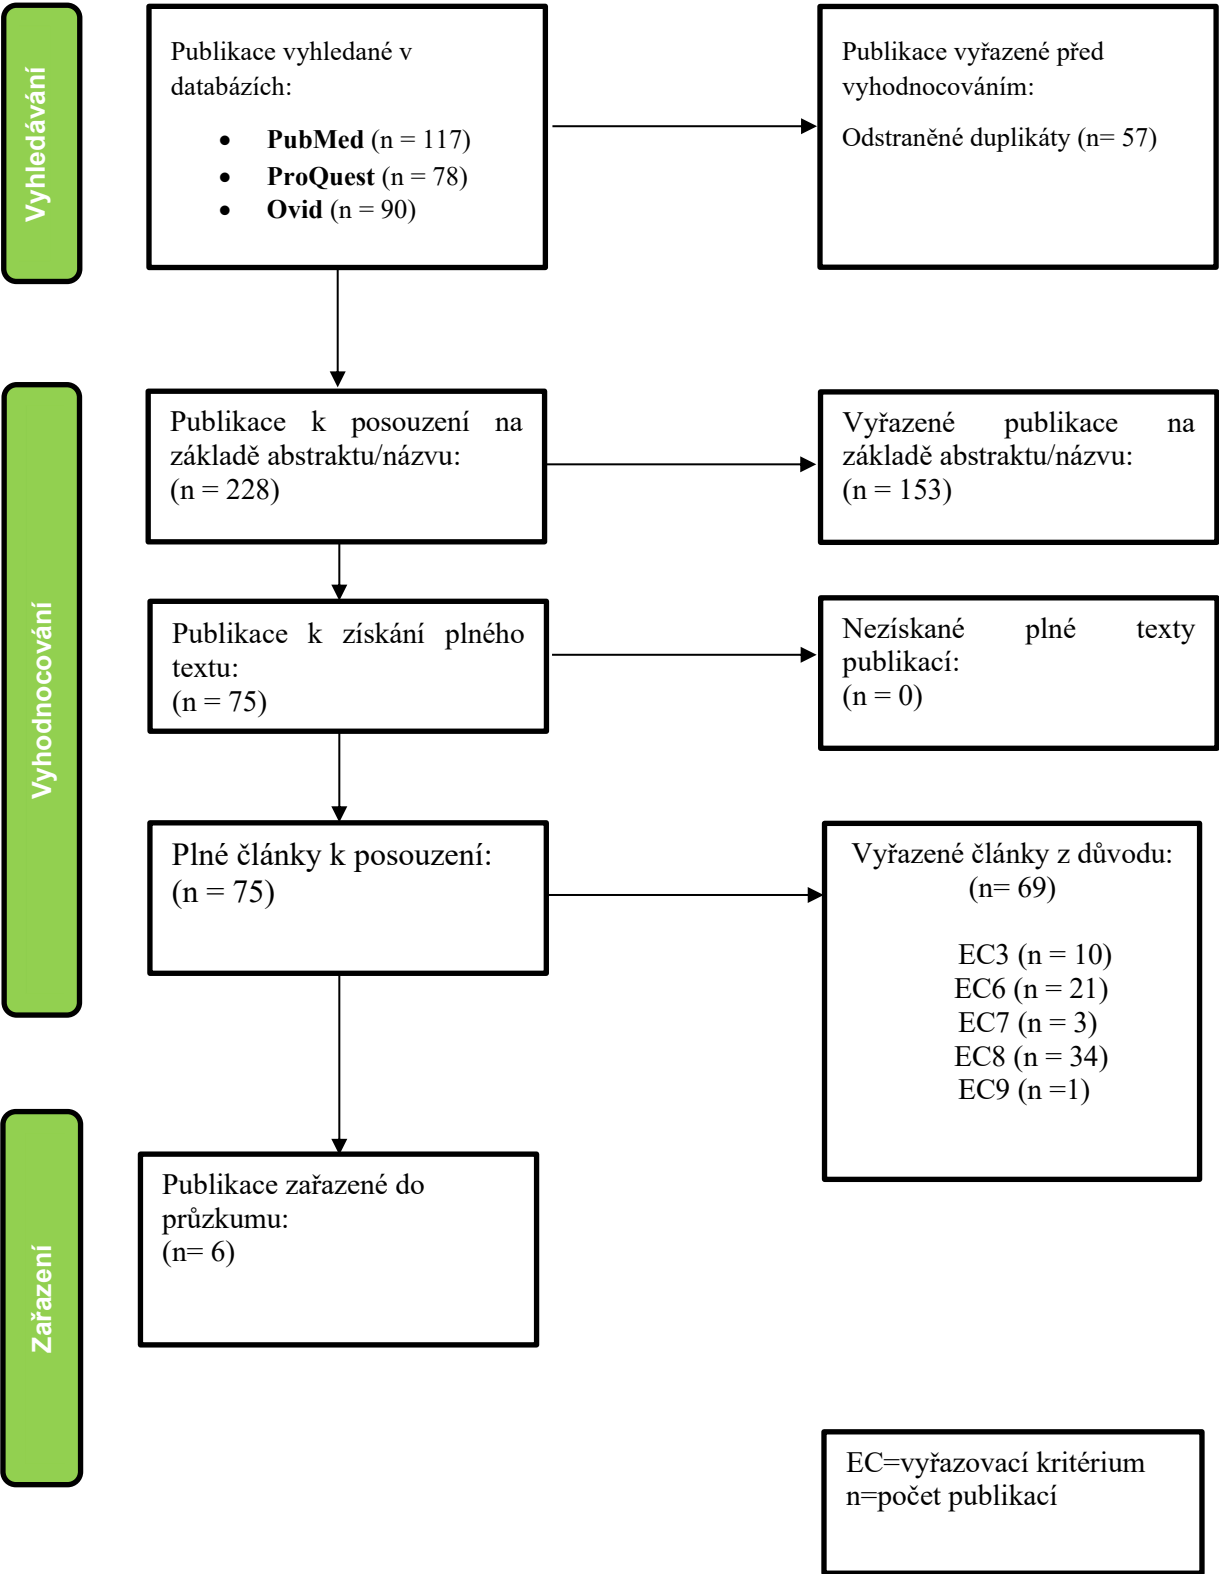 Vyhledávání
Publikace vyhledané v
databázích:
• PubMed (n = 117)
• ProQuest (n = 78)
• Ovid (n = 90)
Publikace vyřazené před
vyhodnocováním:
Odstraněné duplikáty (n= 57)
Vyhodnocování
Publikace k posouzení na
základě abstraktu/názvu:
(n = 228)
Vyřazené publikace na
základě abstraktu/názvu:
(n = 153)
Publikace k získání plného
textu:
(n = 75)
Nezískané plné texty
publikací:
(n = 0)
Plné články k posouzení:
(n = 75)
Vyřazené články z důvodu:
(n= 69)
EC3 (n = 10)
EC6 (n = 21)
EC7 (n = 3)
EC8 (n = 34)
EC9 (n =1)
Zařazení
Publikace zařazené do
průzkumu:
(n= 6)
EC=vyřazovací kritérium
n=počet publikací